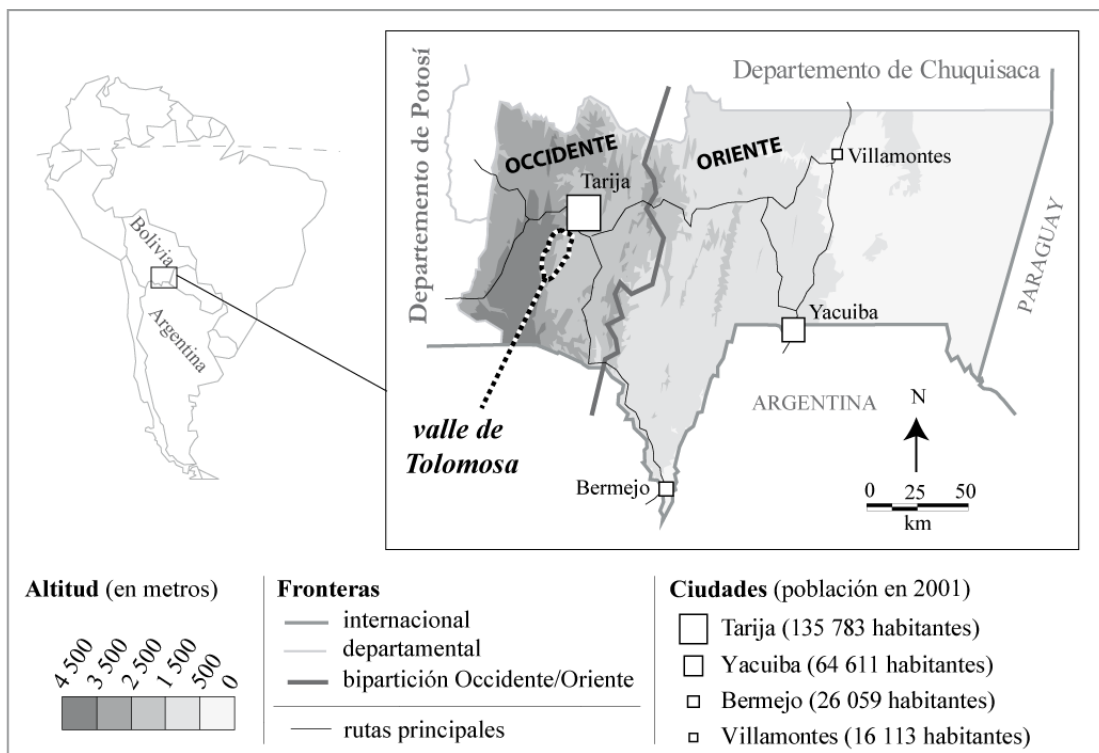 Departamento de Chuquisaca
Departamento de Potosí
OCCIDENTE
ORIENTE
Villamontes
Tarija
Bolivia
PARAGUAY
Yacuiba
Argentina
ARGENTINA
N
valle de
Tolomosa
Bermejo
0 25 50
km
Altitud (en metros)
4 500
3 500
2 500
1 500
500
0
Fronteras
internacional
departamental
bipartición Occidente/Oriente
rutas principales
Ciudades (población en 2001)
Tarija (135 783 habitantes)
Yacuiba (64 611 habitantes)
Bermejo (26 059 habitantes)
Villamontes (16 113 habitantes)